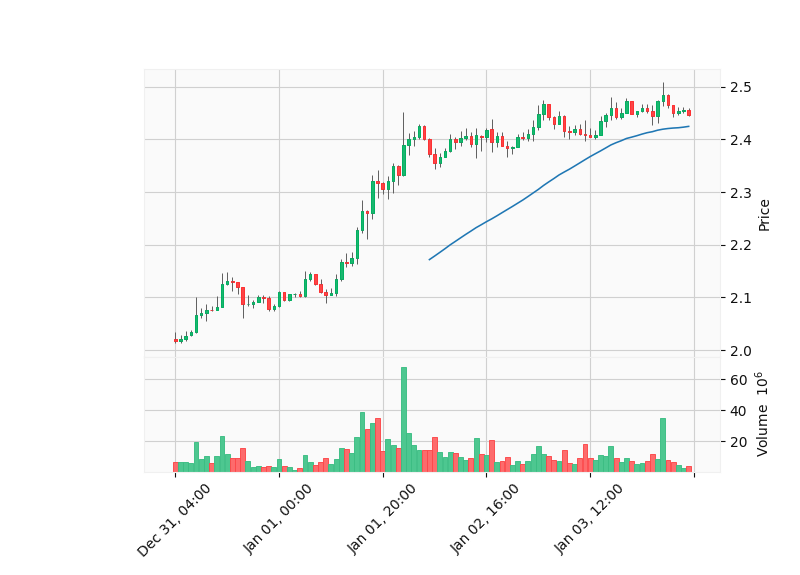 2.5
2.4
2.3
2.2
2.1
2.0
Price
60
40
20
Volume 10^6
Dec 31, 04:00
Jan 01, 00:00
Jan 01, 20:00
Jan 02, 16:00
Jan 03, 12:00